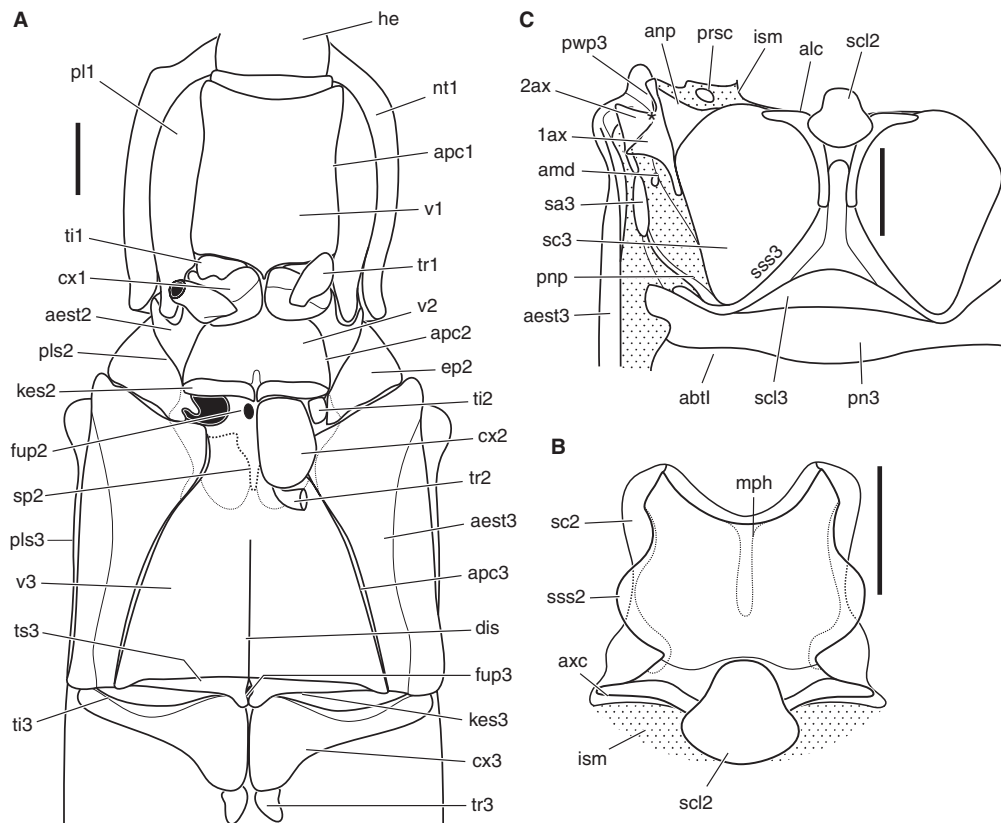 A
he
pl1
nt1
apc1
v1
ti1
cx1
tr1
aest2
v2
pls2
apc2
ep2
kes2
ti2
fup2
cx2
sp2
tr2
aest3
pls3
v3
apc3
ts3
dis
fup3
ti3
kes3
cx3
tr3
C
pwp3
anp
prsc
ism
alc
scl2
2ax
*
1ax
amd
sa3
sc3
sss3
pnp
aest3
abtI
scl3
pn3
B
mph
sc2
sss2
axc
ism
scl2